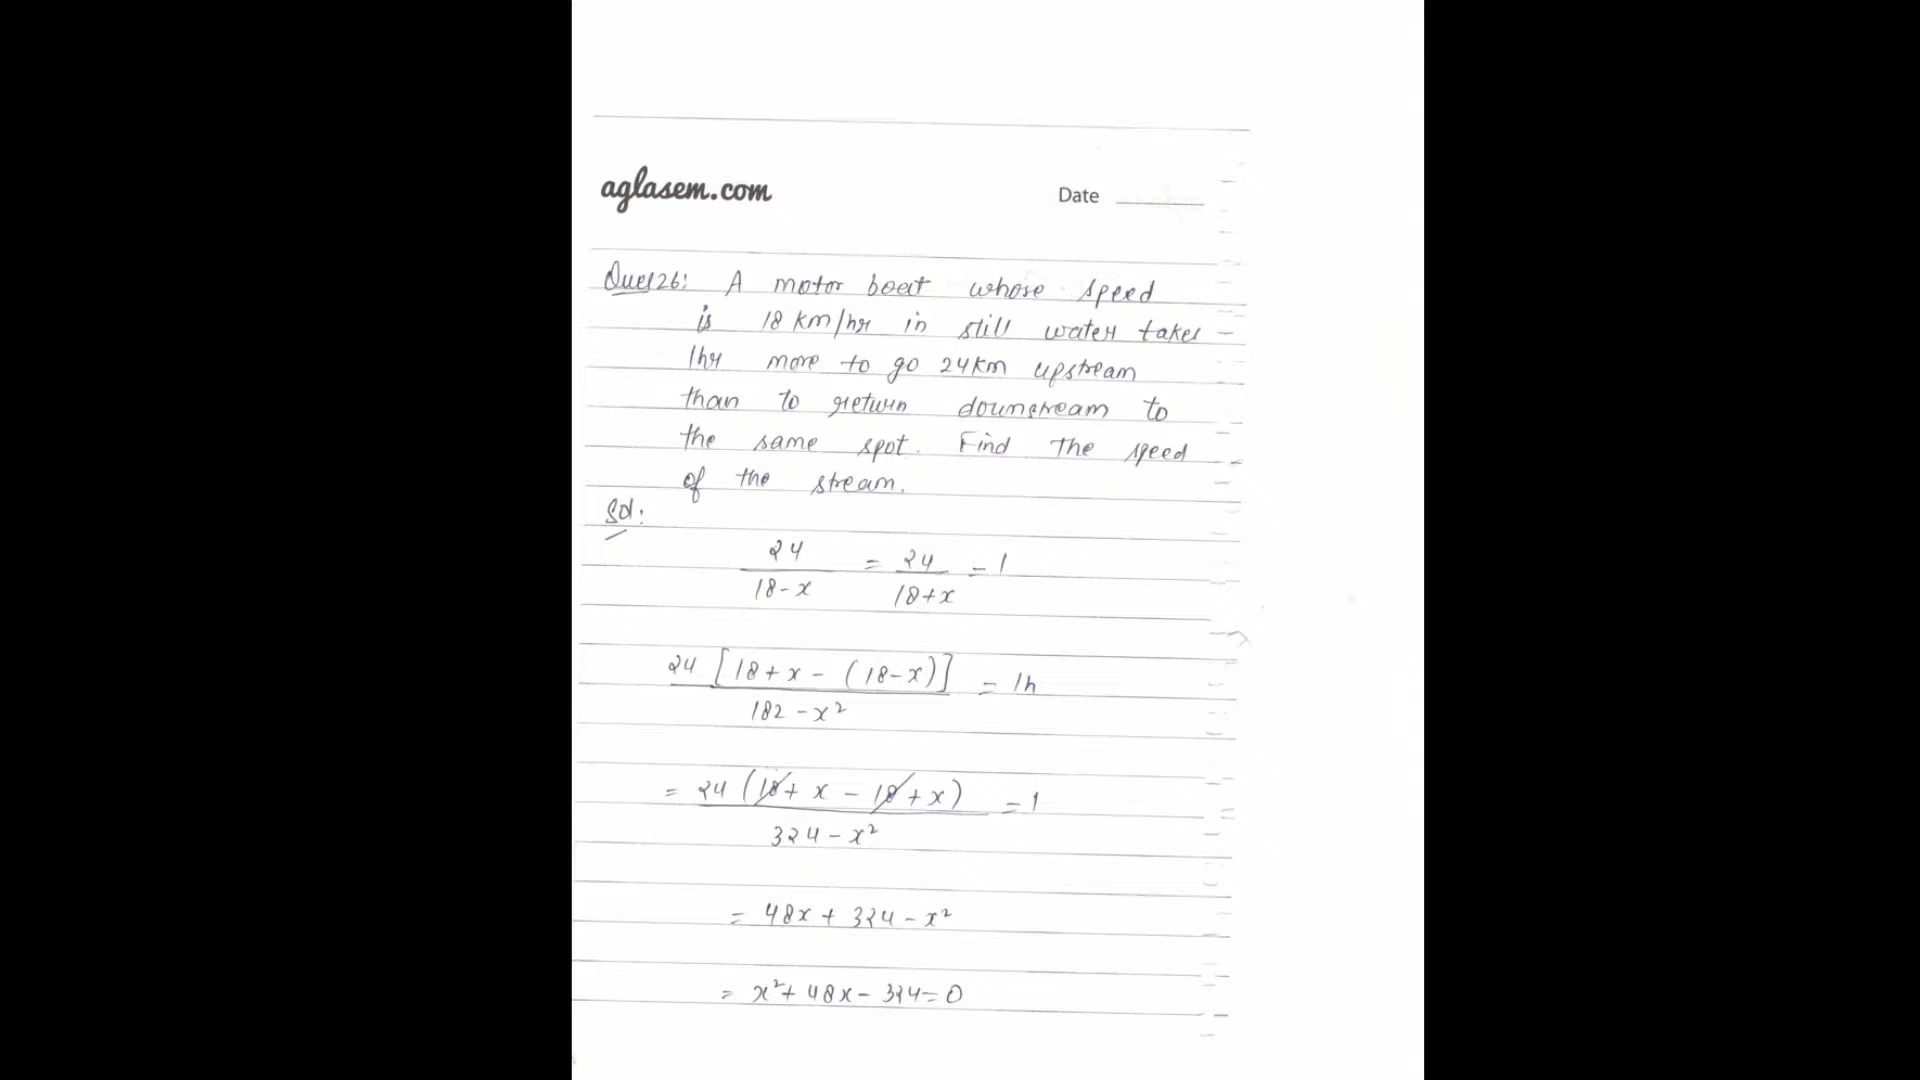 aglasem.com
Date
Ques26: A motor boat whose speed
is 18 km/hr in still water takes
1hr more to go 24km upstream
than to return downstream to
the same spot. Find the speed
of the stream.
Sol:
24/18-x = 24/18+x = 1
24 [18+x - (18-x)]/182 - x² = 1h
= 24 (18+ x - 18 + x)/324 - x² = 1
= 48x + 324 - x²
= x² + 48x - 324 = 0